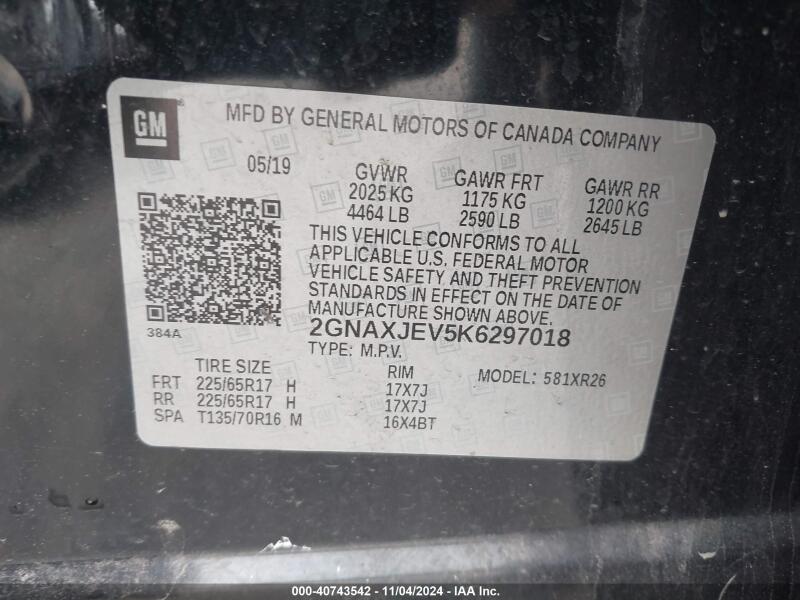 GM
MFD BY GENERAL MOTORS OF CANADA COMPANY
05/19
GVWR GAWR FRT GAWR RR
2025 KG 1175 KG 1200 KG
4464 LB 2590 LB 2645 LB
THIS VEHICLE CONFORMS TO ALL
APPLICABLE U.S. FEDERAL MOTOR
VEHICLE SAFETY AND THEFT PREVENTION
STANDARDS IN EFFECT ON THE DATE OF
MANUFACTURE SHOWN ABOVE.
384A
2GNAXJEV5K6297018
TYPE: M.P.V.
TIRE SIZE RIM MODEL: 581XR26
FRT 225/65R17 H 17X7J
RR 225/65R17 H 17X7J
SPA T135/70R16 M 16X4BT
000-40743542 - 11/04/2024 - IAA Inc.